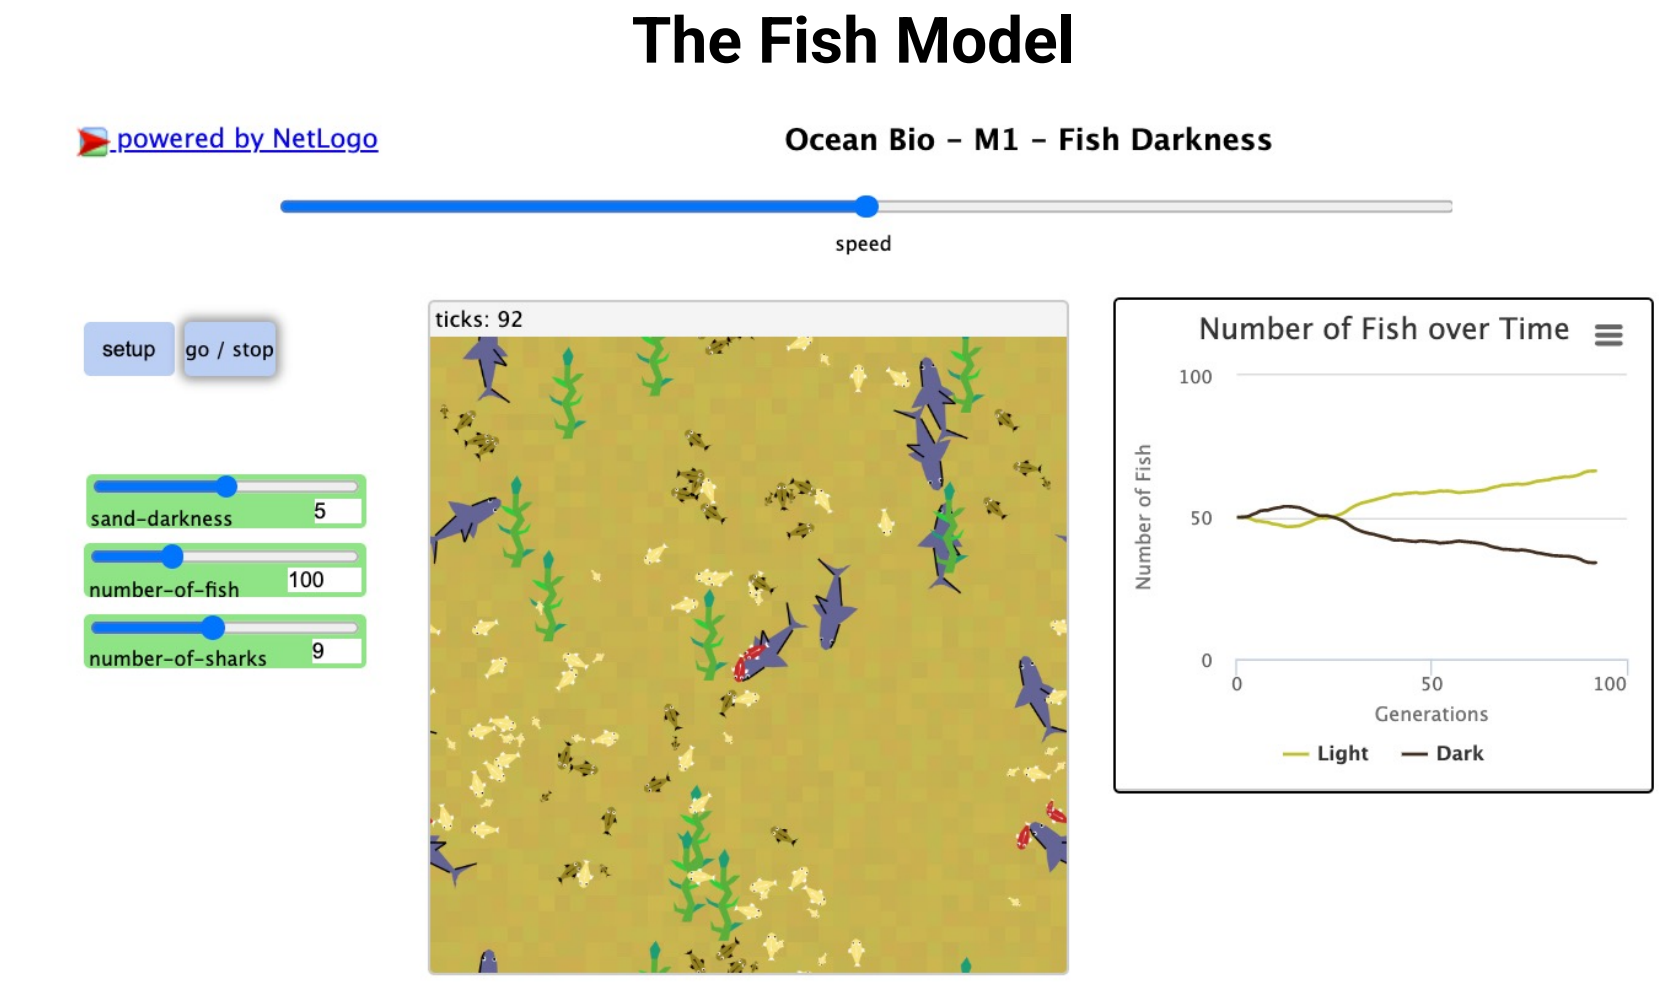 The Fish Model
powered by NetLogo
Ocean Bio – M1 – Fish Darkness
speed
setup
go / stop
sand-darkness
5
number-of-fish
100
number-of-sharks
9
ticks: 92
Number of Fish over Time
Number of Fish
100
50
0
0
50
100
Generations
Light
Dark